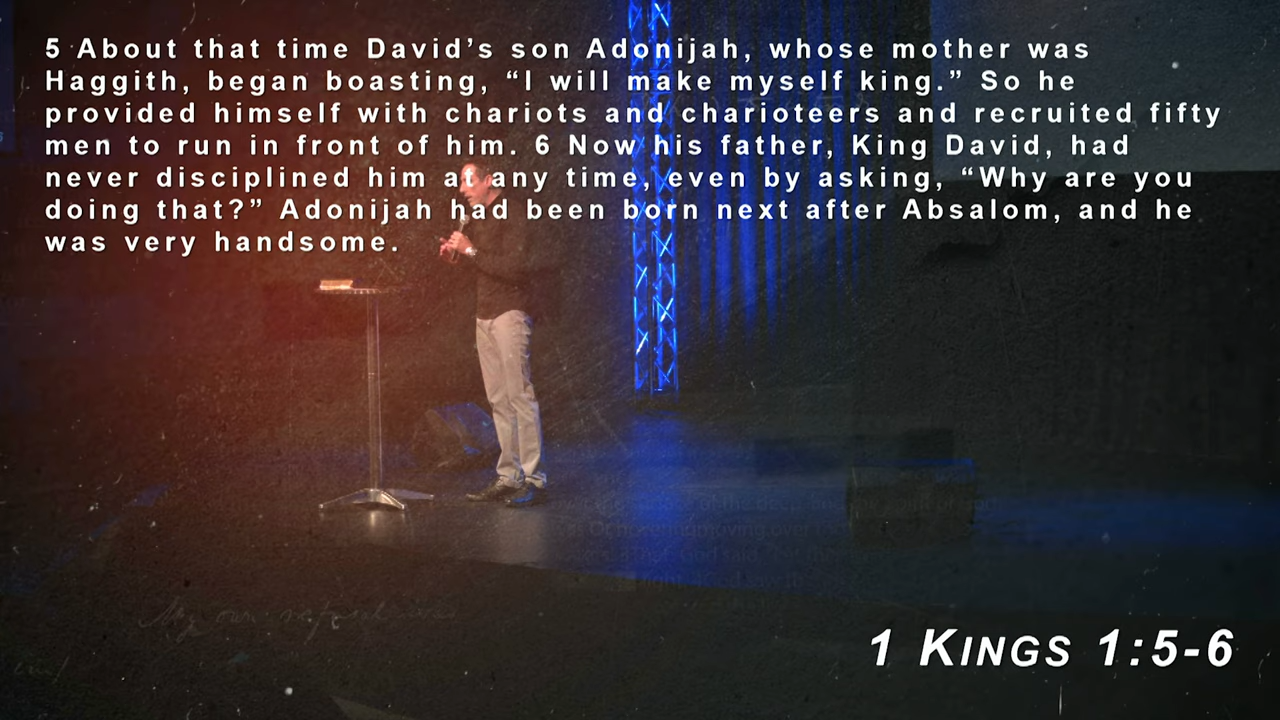 5 About that time David’s son Adonijah, whose mother was
Haggith, began boasting, “I will make myself king.” So he
provided himself with chariots and charioteers and recruited fifty
men to run in front of him. 6 Now his father, King David, had
never disciplined him at any time, even by asking, “Why are you
doing that?” Adonijah had been born next after Absalom, and he
was very handsome.
1 KINGS 1:5-6